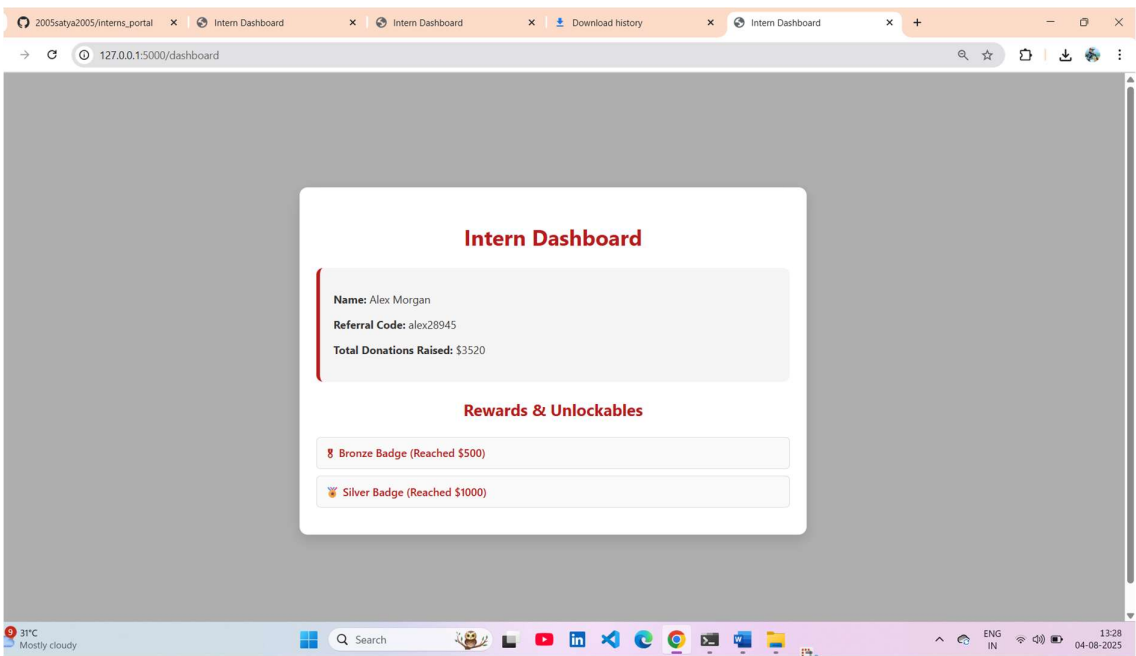 2005satya2005/interns_portal
Intern Dashboard
Intern Dashboard
Download history
Intern Dashboard
127.0.0.1:5000/dashboard
Intern Dashboard
Name: Alex Morgan
Referral Code: alex28945
Total Donations Raised: $3520
Rewards & Unlockables
Bronze Badge (Reached $500)
Silver Badge (Reached $1000)
9
31°C
Mostly cloudy
Search
ENG
IN
13:28
04-08-2025